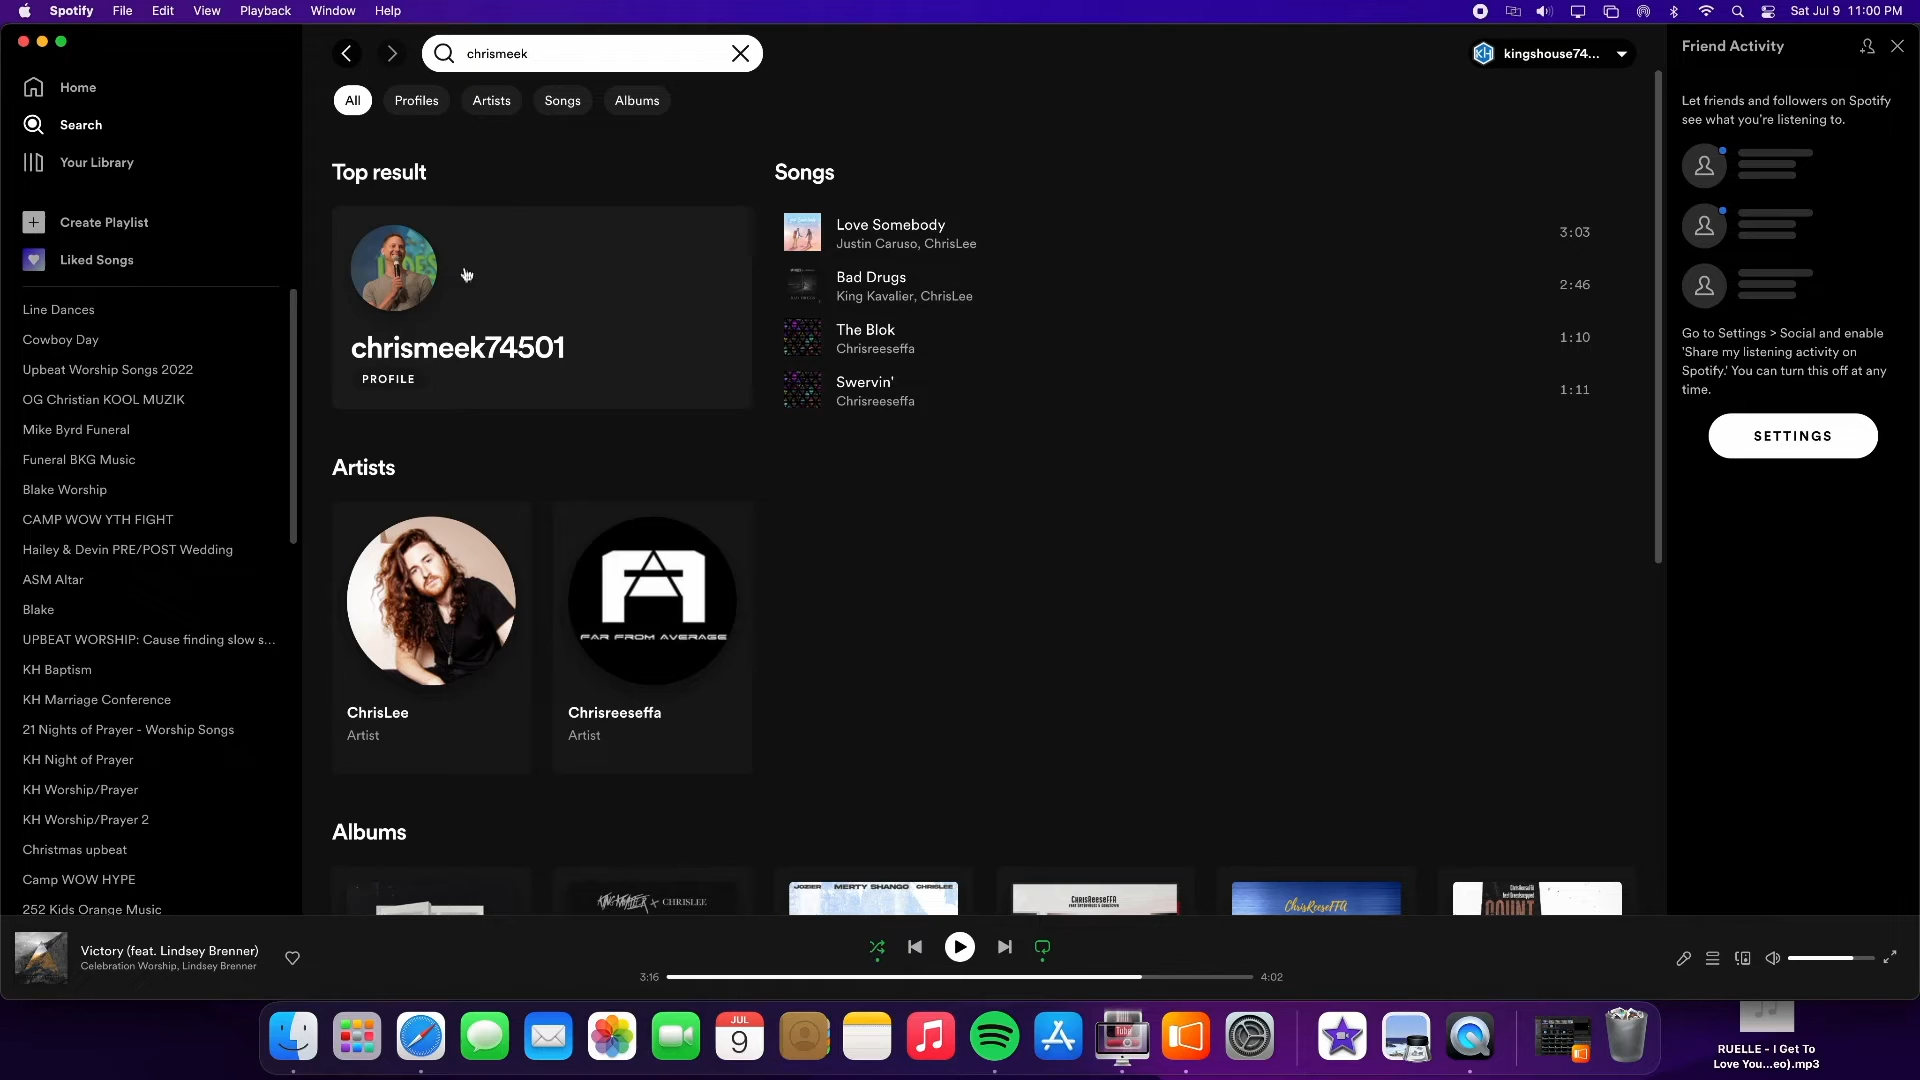 Spotify File Edit View Playback Window Help
Sat Jul 9 11:00 PM
chrismeek
kingshouse74...
Friend Activity
Home
Search
Your Library
Create Playlist
Liked Songs
Line Dances
Cowboy Day
Upbeat Worship Songs 2022
OG Christian KOOL MUZIK
Mike Byrd Funeral
Funeral BKG Music
Blake Worship
CAMP WOW YTH FIGHT
Hailey & Devin PRE/POST Wedding
ASM Altar
Blake
UPBEAT WORSHIP: Cause finding slow s...
KH Baptism
KH Marriage Conference
21 Nights of Prayer - Worship Songs
KH Night of Prayer
KH Worship/Prayer
KH Worship/Prayer 2
Christmas upbeat
Camp WOW HYPE
252 Kids Orange Music
All Profiles Artists Songs Albums
Top result
chrismeek74501
PROFILE
Songs
Love Somebody
Justin Caruso, ChrisLee
3:03
Bad Drugs
King Kavalier, ChrisLee
2:46
The Blok
Chrisreeseffa
1:10
Swervin'
Chrisreeseffa
1:11
Artists
FAR FROM AVERAGE
ChrisLee
Artist
Chrisreeseffa
Artist
Albums
KING KAVALIER x CHRISLEE
JOZIER MERTY SHANGO CHRISLEE
CHRISREESEFFA
ChrisReeseFFA
COUNT
Let friends and followers on Spotify
see what you're listening to.
Go to Settings > Social and enable
'Share my listening activity on
Spotify.' You can turn this off at any
time.
SETTINGS
Victory (feat. Lindsey Brenner)
Celebration Worship, Lindsey Brenner
3:16
4:02
JUL
9
Tube
RUELLE - I Get To
Love You...eo).mp3